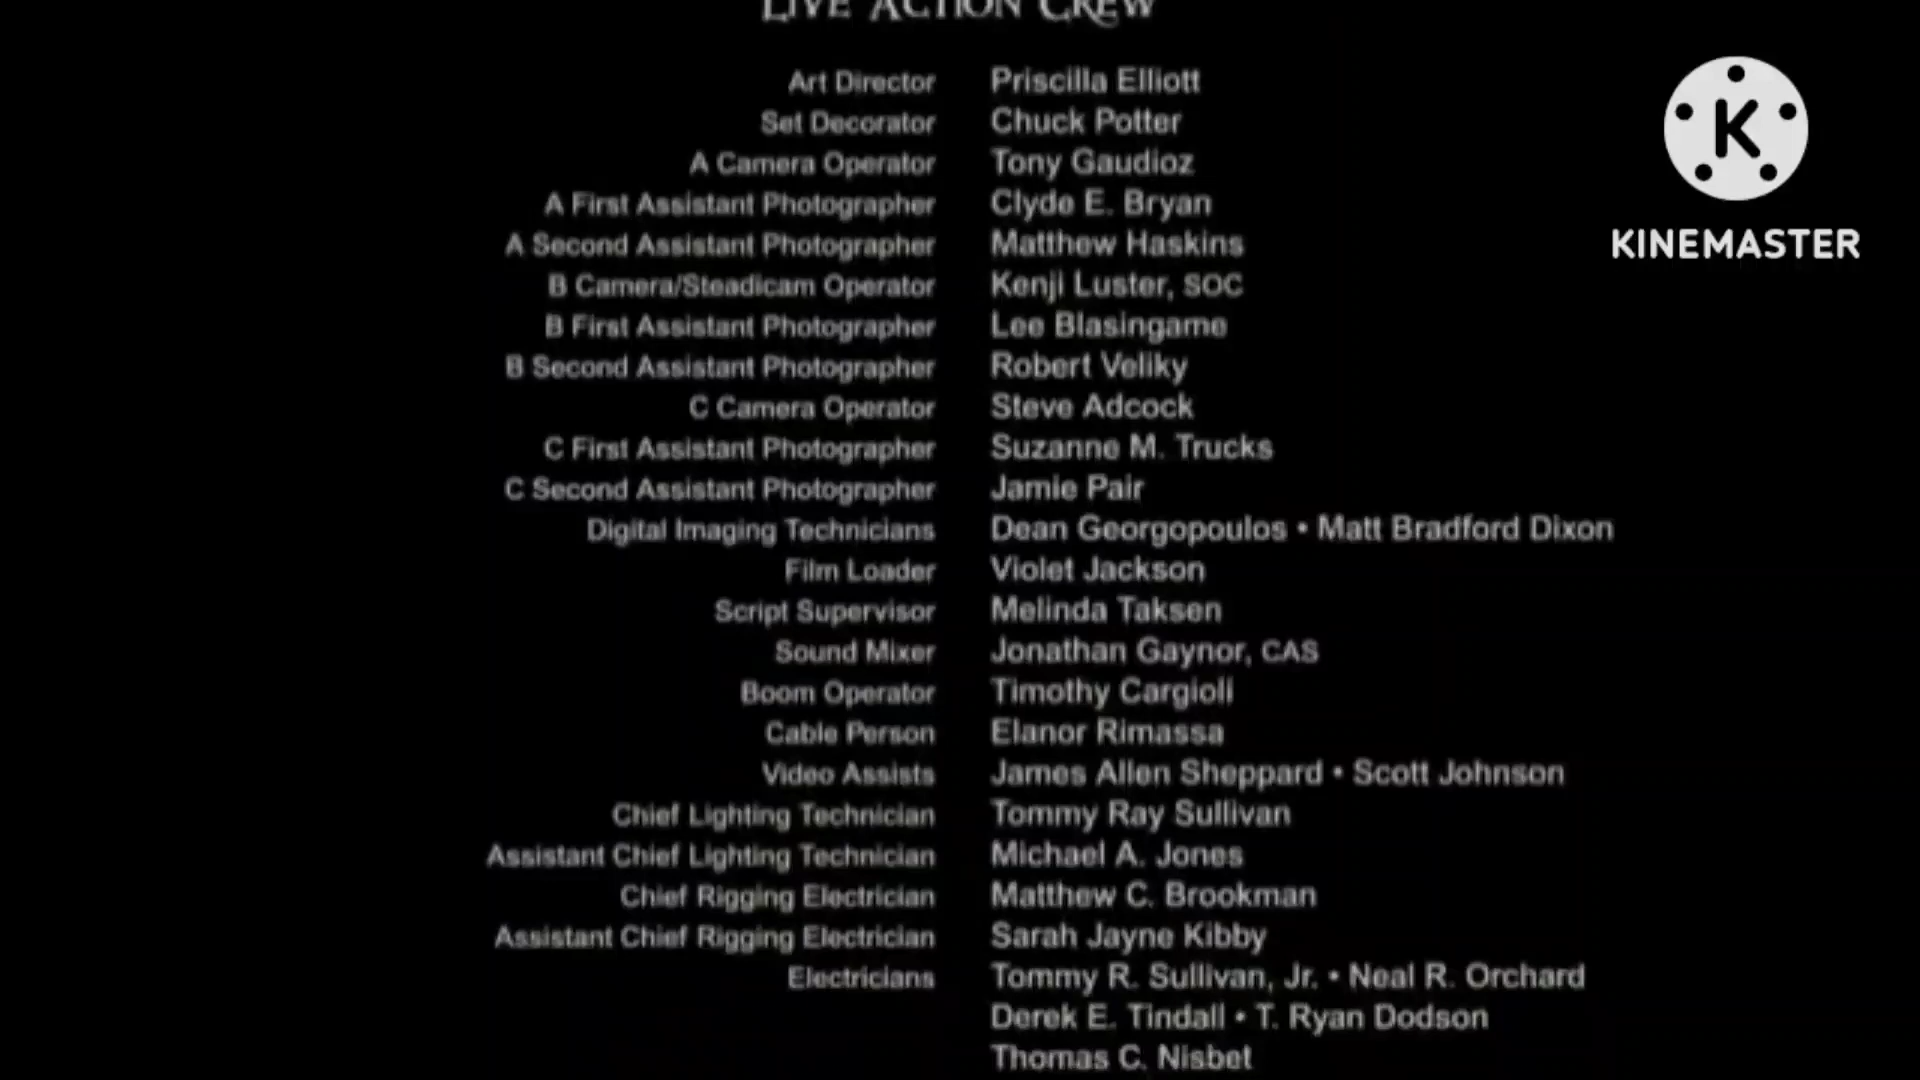 LIVE ACTION CREW
Art Director Priscilla Elliott
Set Decorator Chuck Potter
A Camera Operator Tony Gaudioz
A First Assistant Photographer Clyde E. Bryan
A Second Assistant Photographer Matthew Haskins
B Camera/Steadicam Operator Kenji Luster, SOC
B First Assistant Photographer Lee Blasingame
B Second Assistant Photographer Robert Veliky
C Camera Operator Steve Adcock
C First Assistant Photographer Suzanne M. Trucks
C Second Assistant Photographer Jamie Pair
Digital Imaging Technicians Dean Georgopoulos • Matt Bradford Dixon
Film Loader Violet Jackson
Script Supervisor Melinda Taksen
Sound Mixer Jonathan Gaynor, CAS
Boom Operator Timothy Cargioli
Cable Person Elanor Rimassa
Video Assists James Allen Sheppard • Scott Johnson
Chief Lighting Technician Tommy Ray Sullivan
Assistant Chief Lighting Technician Michael A. Jones
Chief Rigging Electrician Matthew C. Brookman
Assistant Chief Rigging Electrician Sarah Jayne Kibby
Electricians Tommy R. Sullivan, Jr. • Neal R. Orchard
Derek E. Tindall • T. Ryan Dodson
Thomas C. Nisbet
K
KINEMASTER